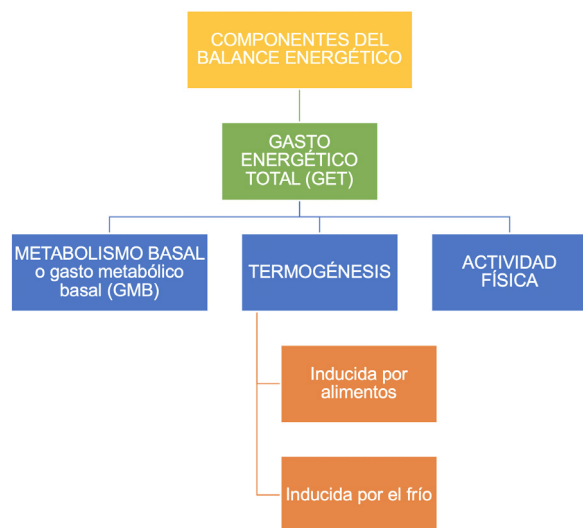 COMPONENTES DEL
BALANCE ENERGÉTICO
GASTO
ENERGÉTICO
TOTAL (GET)
METABOLISMO BASAL
o gasto metabólico
basal (GMB)
TERMOGÉNESIS
ACTIVIDAD
FÍSICA
Inducida por
alimentos
Inducida por el frío